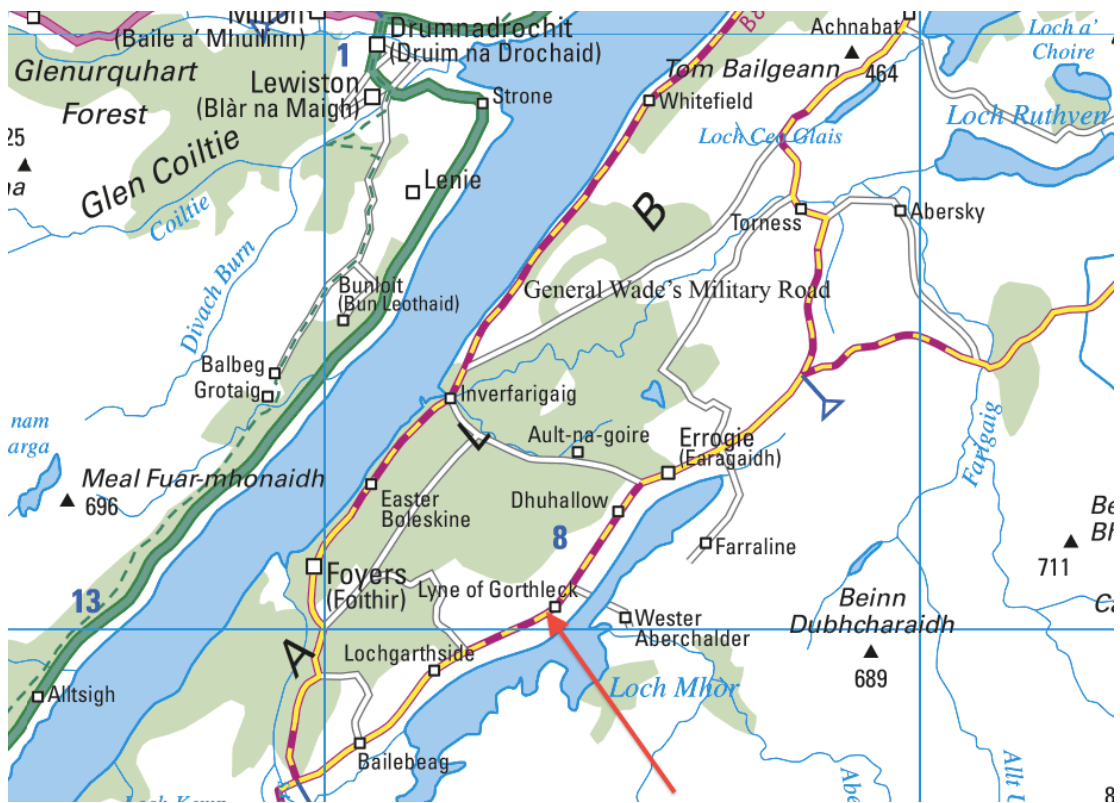 Milton
(Baile a' Mhuilinn)
Drumnadrochit
(Druim na Drochaid)
1
Glenurquhart
Forest
Lewiston
(Blàr na Maigh)
Strone
Achnabat
Tom Bailgeann
464
Whitefield
Loch a'
Choire
Loch Ruthven
Loch Ceo Glais
25
Glen Coiltie
Coiltie
Lenie
B
Torness
Abersky
Divach Burn
Bunloit
(Bun Leothaid)
General Wade's Military Road
Balbeg
Grotaig
Inverfarigaig
L
Ault-na-goire
Errogie
(Earagaidh)
Farigaig
nam
arga
Meal Fuar-mhonaidh
696
Easter
Boleskine
Dhuhallow
8
Farraline
711
Foyers
(Foithir)
13
Lyne of Gorthleck
Wester
Aberchalder
Beinn
Dubhcharaidh
689
A
Lochgarthside
Loch Mhòr
Alltsigh
Bailebeag
Allt